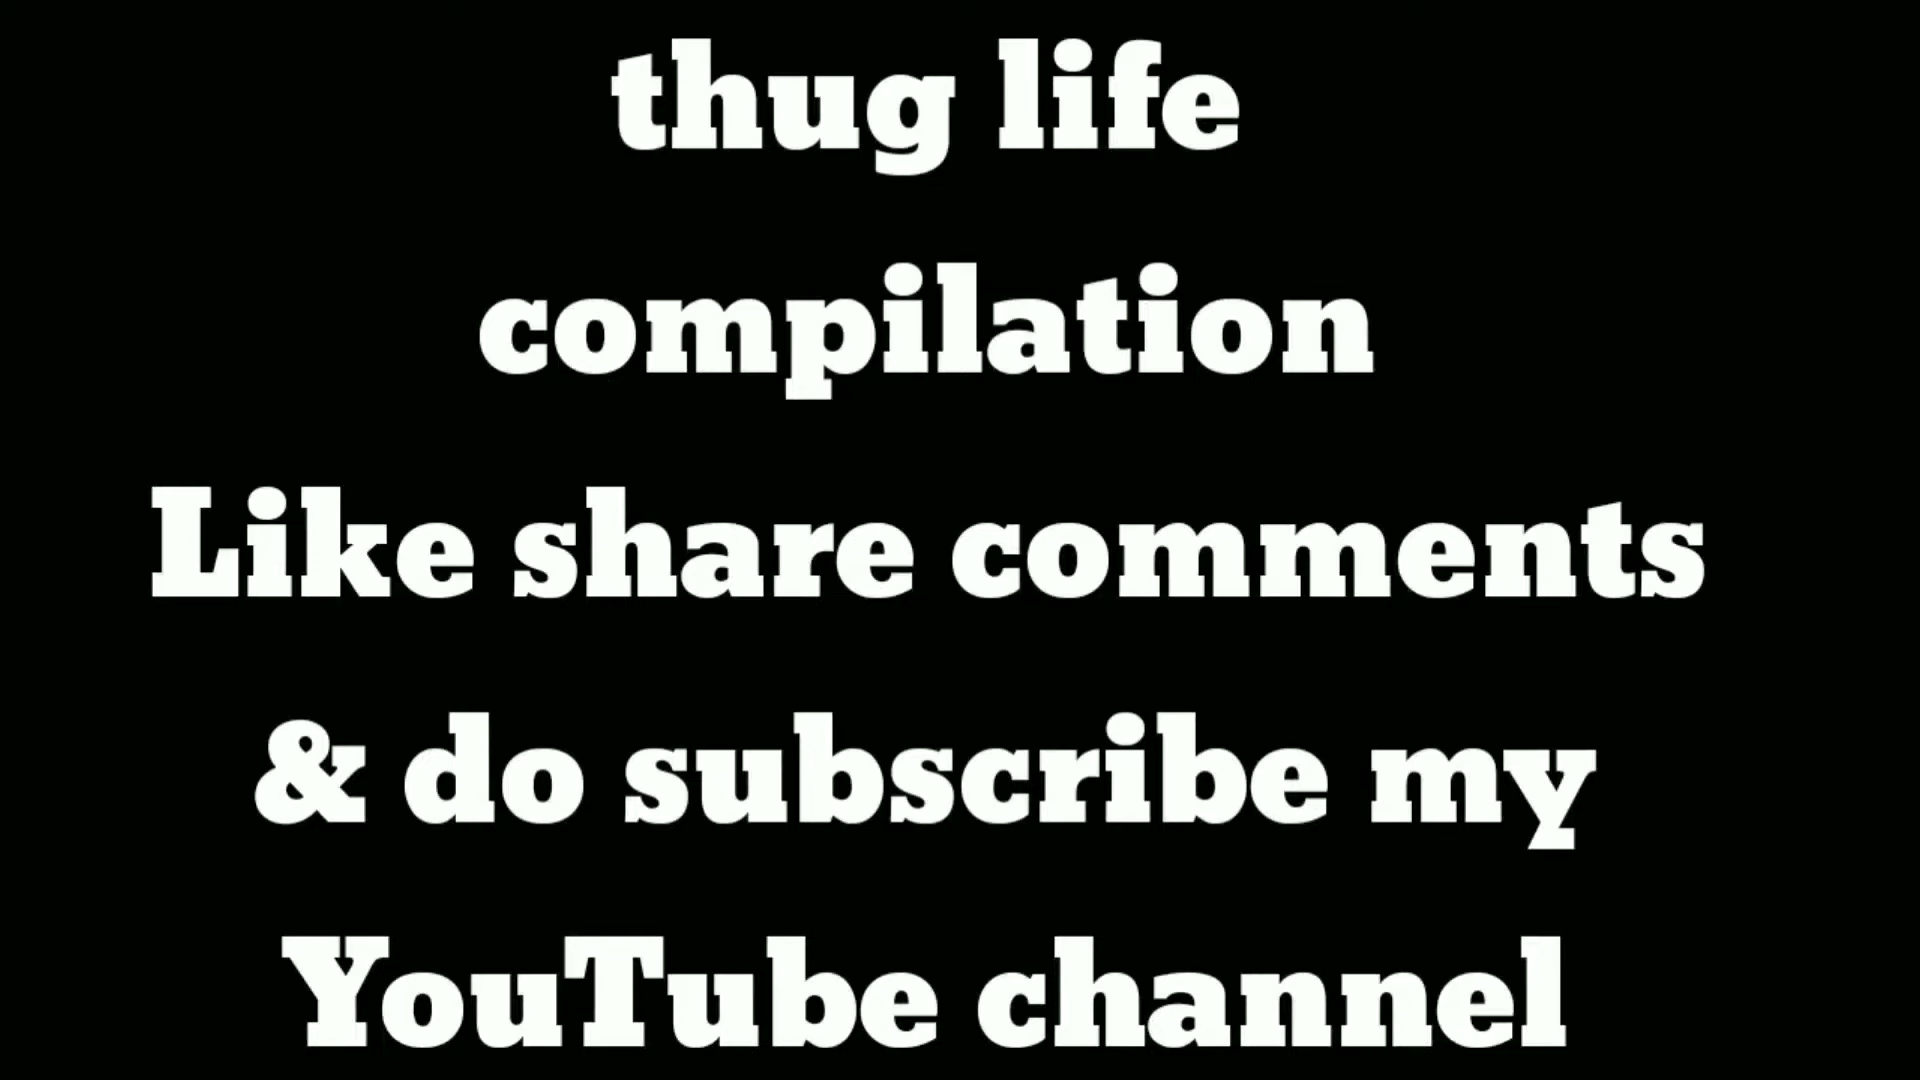 thug life
compilation
Like share comments
& do subscribe my
YouTube channel